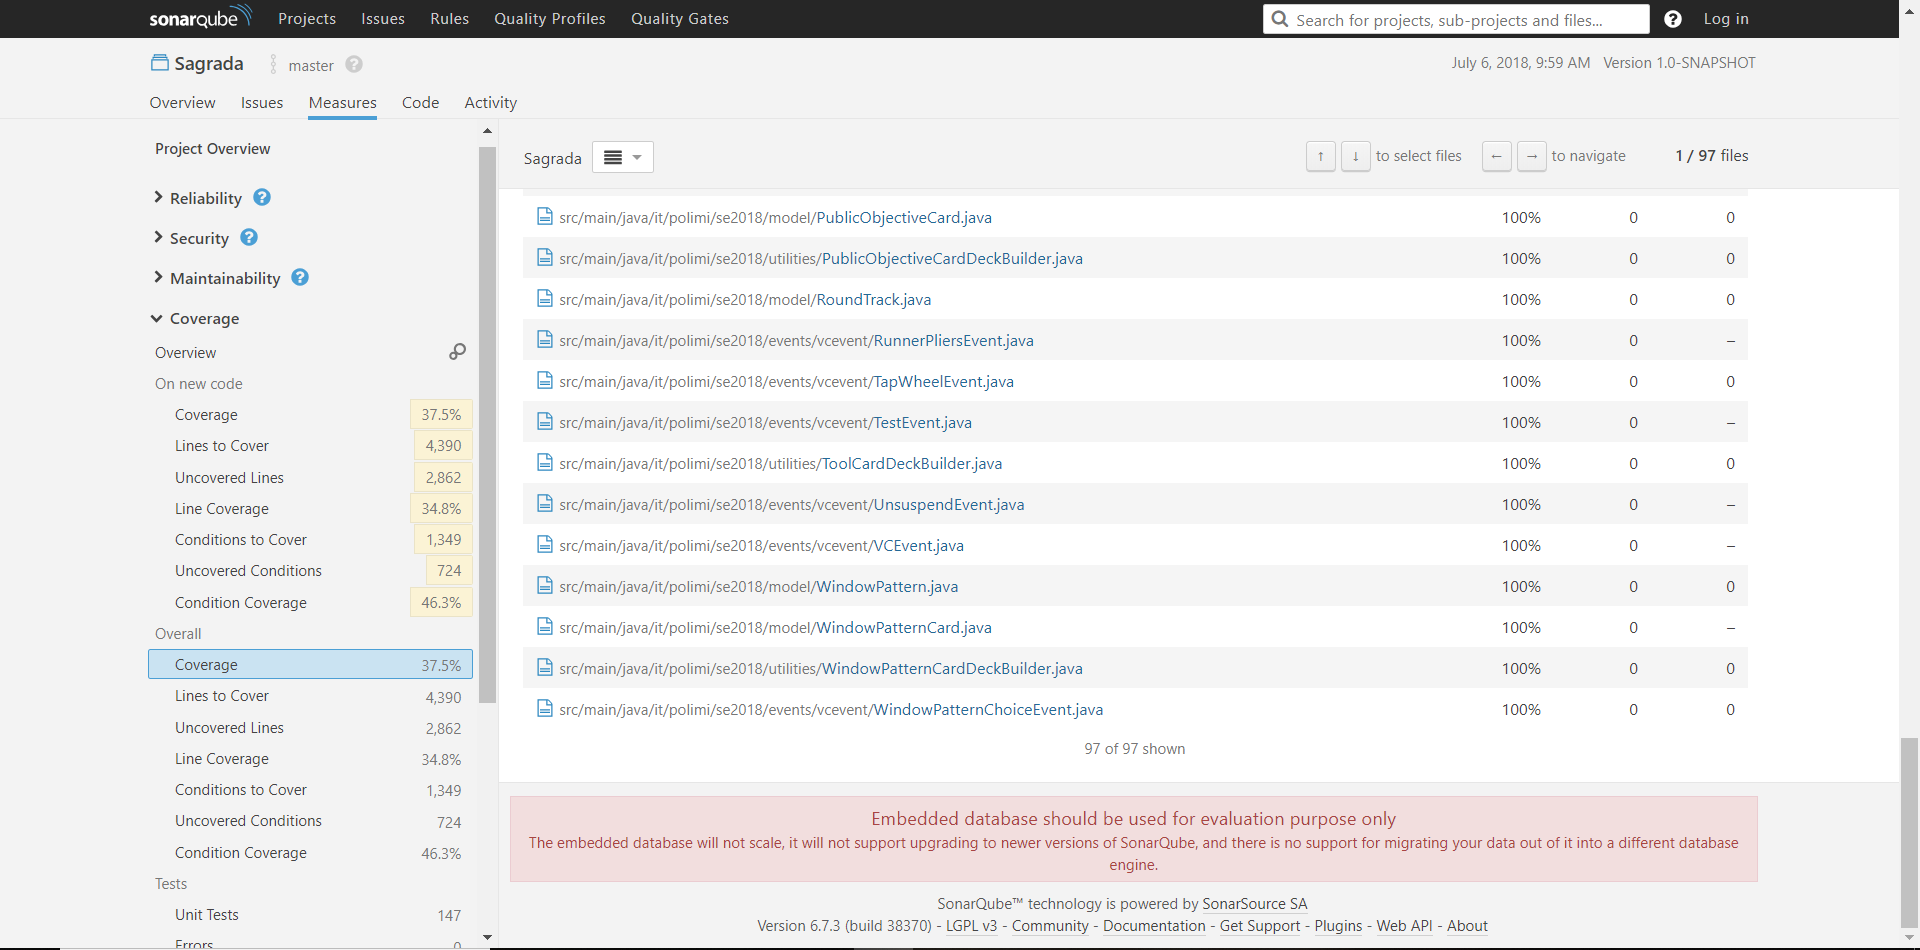 sonarqube Projects Issues Rules Quality Profiles Quality Gates Search for projects, sub-projects and files... ? Log in
Sagrada master ? July 6, 2018, 9:59 AM Version 1.0-SNAPSHOT
Overview Issues Measures Code Activity
Project Overview
Reliability ?
Security ?
Maintainability ?
Coverage
Overview
On new code
Coverage 37.5%
Lines to Cover 4,390
Uncovered Lines 2,862
Line Coverage 34.8%
Conditions to Cover 1,349
Uncovered Conditions 724
Condition Coverage 46.3%
Overall
Coverage 37.5%
Lines to Cover 4,390
Uncovered Lines 2,862
Line Coverage 34.8%
Conditions to Cover 1,349
Uncovered Conditions 724
Condition Coverage 46.3%
Tests
Unit Tests 147
Errors 0
Sagrada ↑ ↓ to select files ← → to navigate 1 / 97 files
src/main/java/it/polimi/se2018/model/PublicObjectiveCard.java 100% 0 0
src/main/java/it/polimi/se2018/utilities/PublicObjectiveCardDeckBuilder.java 100% 0 0
src/main/java/it/polimi/se2018/model/RoundTrack.java 100% 0 0
src/main/java/it/polimi/se2018/events/vcevent/RunnerPliersEvent.java 100% 0 –
src/main/java/it/polimi/se2018/events/vcevent/TapWheelEvent.java 100% 0 0
src/main/java/it/polimi/se2018/events/vcevent/TestEvent.java 100% 0 –
src/main/java/it/polimi/se2018/utilities/ToolCardDeckBuilder.java 100% 0 0
src/main/java/it/polimi/se2018/events/vcevent/UnsuspendEvent.java 100% 0 –
src/main/java/it/polimi/se2018/events/vcevent/VCEvent.java 100% 0 –
src/main/java/it/polimi/se2018/model/WindowPattern.java 100% 0 0
src/main/java/it/polimi/se2018/model/WindowPatternCard.java 100% 0 –
src/main/java/it/polimi/se2018/utilities/WindowPatternCardDeckBuilder.java 100% 0 0
src/main/java/it/polimi/se2018/events/vcevent/WindowPatternChoiceEvent.java 100% 0 0
97 of 97 shown
Embedded database should be used for evaluation purpose only
The embedded database will not scale, it will not support upgrading to newer versions of SonarQube, and there is no support for migrating your data out of it into a different database
engine.
SonarQube™ technology is powered by SonarSource SA
Version 6.7.3 (build 38370) - LGPL v3 - Community - Documentation - Get Support - Plugins - Web API - About